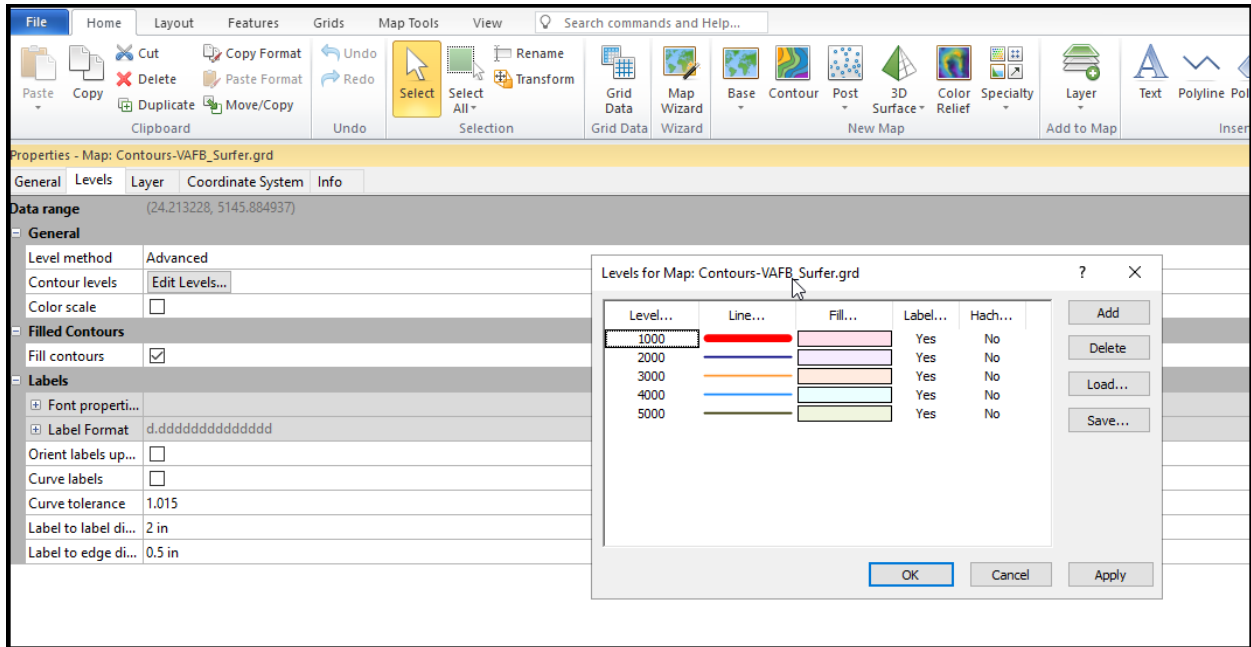 File Home Layout Features Grids Map Tools View Search commands and Help...
Cut Copy Format Undo Rename
Delete Paste Format Redo Transform
Paste Copy Duplicate Move/Copy Select Select All Grid Data Map Wizard Base Contour Post 3D Surface Color Relief Specialty Layer Text Polyline Pol
Clipboard Undo Selection Grid Data Wizard New Map Add to Map Inser
Properties - Map: Contours-VAFB_Surfer.grd
General Levels Layer Coordinate System Info
Data range (24.213228, 5145.884937)
General
Level method Advanced
Contour levels Edit Levels...
Color scale
Filled Contours
Fill contours
Labels
Font properti...
Label Format d.dddddddddddddd
Orient labels up...
Curve labels
Curve tolerance 1.015
Label to label di... 2 in
Label to edge di... 0.5 in
Levels for Map: Contours-VAFB_Surfer.grd ?
Level... Line... Fill... Label... Hach... Add
1000 Yes No
2000 Yes No Delete
3000 Yes No
4000 Yes No Load...
5000 Yes No
Save...
OK Cancel Apply